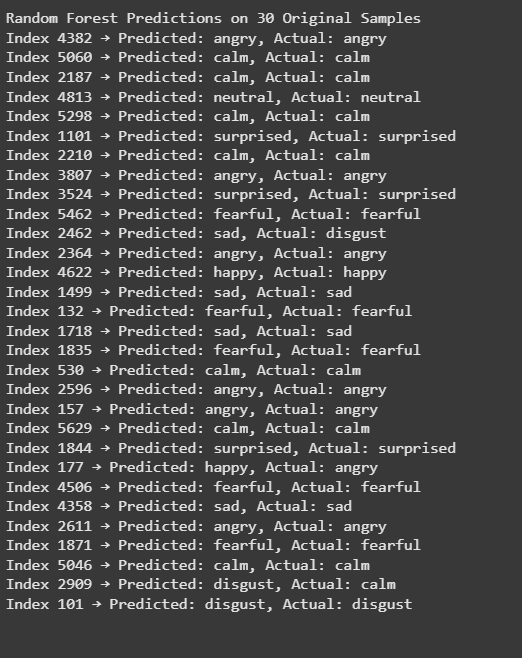 Random Forest Predictions on 30 Original Samples
Index 4382 → Predicted: angry, Actual: angry
Index 5060 → Predicted: calm, Actual: calm
Index 2187 → Predicted: calm, Actual: calm
Index 4813 → Predicted: neutral, Actual: neutral
Index 5298 → Predicted: calm, Actual: calm
Index 1101 → Predicted: surprised, Actual: surprised
Index 2210 → Predicted: calm, Actual: calm
Index 3807 → Predicted: angry, Actual: angry
Index 3524 → Predicted: surprised, Actual: surprised
Index 5462 → Predicted: fearful, Actual: fearful
Index 2462 → Predicted: sad, Actual: disgust
Index 2364 → Predicted: angry, Actual: angry
Index 4622 → Predicted: happy, Actual: happy
Index 1499 → Predicted: sad, Actual: sad
Index 132 → Predicted: fearful, Actual: fearful
Index 1718 → Predicted: sad, Actual: sad
Index 1835 → Predicted: fearful, Actual: fearful
Index 530 → Predicted: calm, Actual: calm
Index 2596 → Predicted: angry, Actual: angry
Index 157 → Predicted: angry, Actual: angry
Index 5629 → Predicted: calm, Actual: calm
Index 1844 → Predicted: surprised, Actual: surprised
Index 177 → Predicted: happy, Actual: angry
Index 4506 → Predicted: fearful, Actual: fearful
Index 4358 → Predicted: sad, Actual: sad
Index 2611 → Predicted: angry, Actual: angry
Index 1871 → Predicted: fearful, Actual: fearful
Index 5046 → Predicted: calm, Actual: calm
Index 2909 → Predicted: disgust, Actual: calm
Index 101 → Predicted: disgust, Actual: disgust